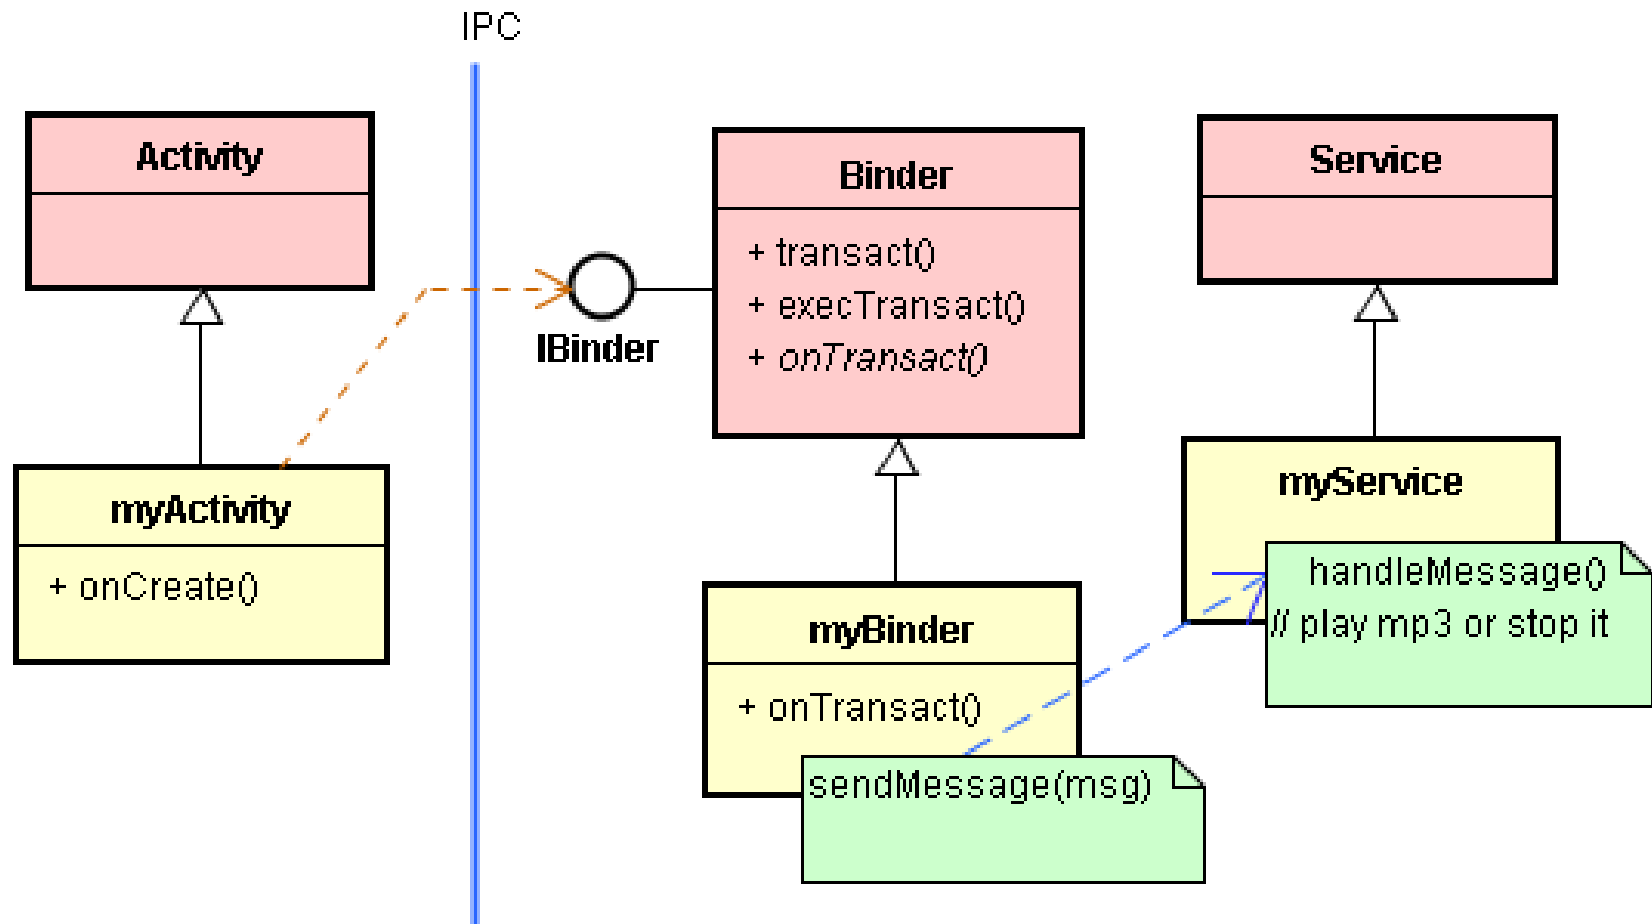 IPC
Activity
Binder
Service
+ transact()
+ execTransact()
+ onTransact()
IBinder
myActivity
+ onCreate()
myService
handleMessage()
// play mp3 or stop it
myBinder
+ onTransact()
sendMessage(msg)